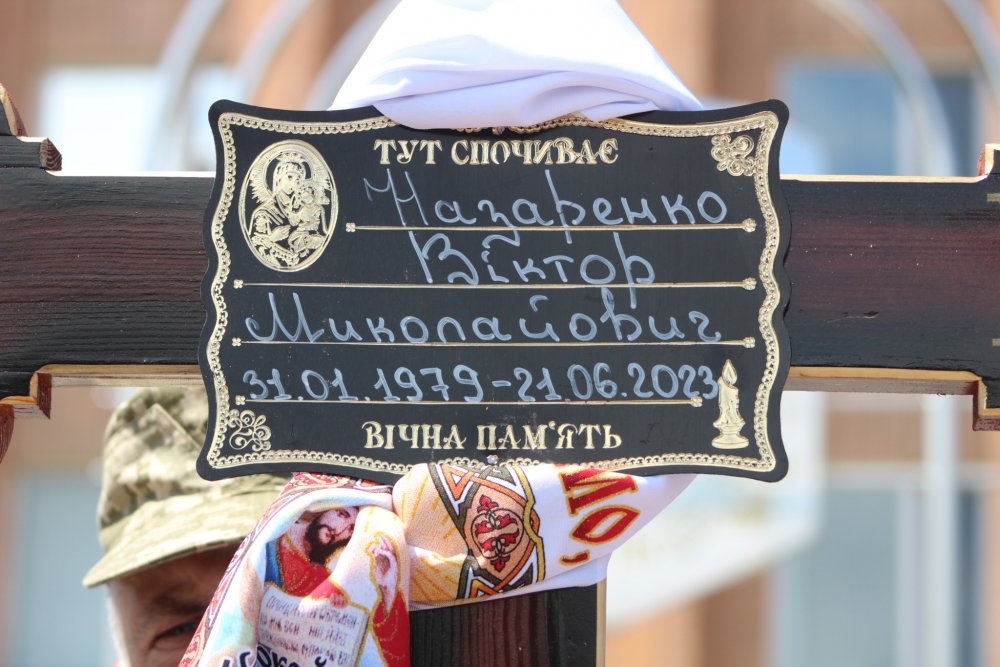 ТУТ СПОЧИВАЄ
Назаренко
Віктор
Миколайович
31.01.1979-21.06.2023
ВІЧНА ПАМ'ЯТЬ